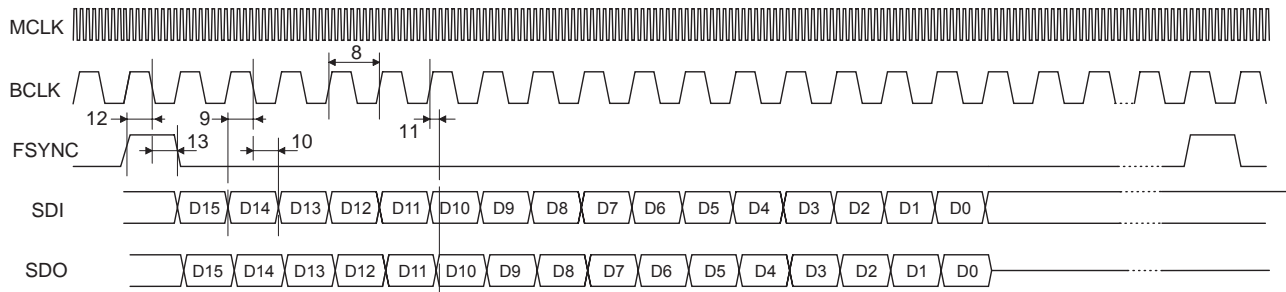 MCLK
8
BCLK
12
9
11
13
10
FSYNC
SDI
D15 D14 D13 D12 D11 D10 D9 D8 D7 D6 D5 D4 D3 D2 D1 D0
SDO
D15 D14 D13 D12 D11 D10 D9 D8 D7 D6 D5 D4 D3 D2 D1 D0